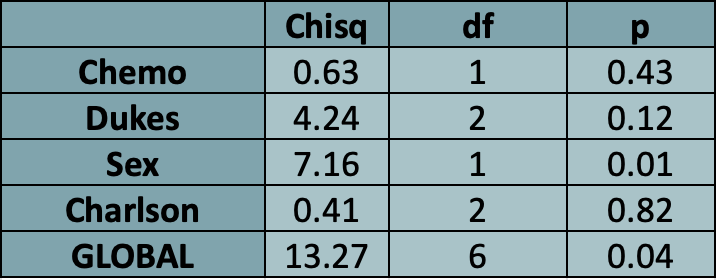 Chisq df p
Chemo 0.63 1 0.43
Dukes 4.24 2 0.12
Sex 7.16 1 0.01
Charlson 0.41 2 0.82
GLOBAL 13.27 6 0.04